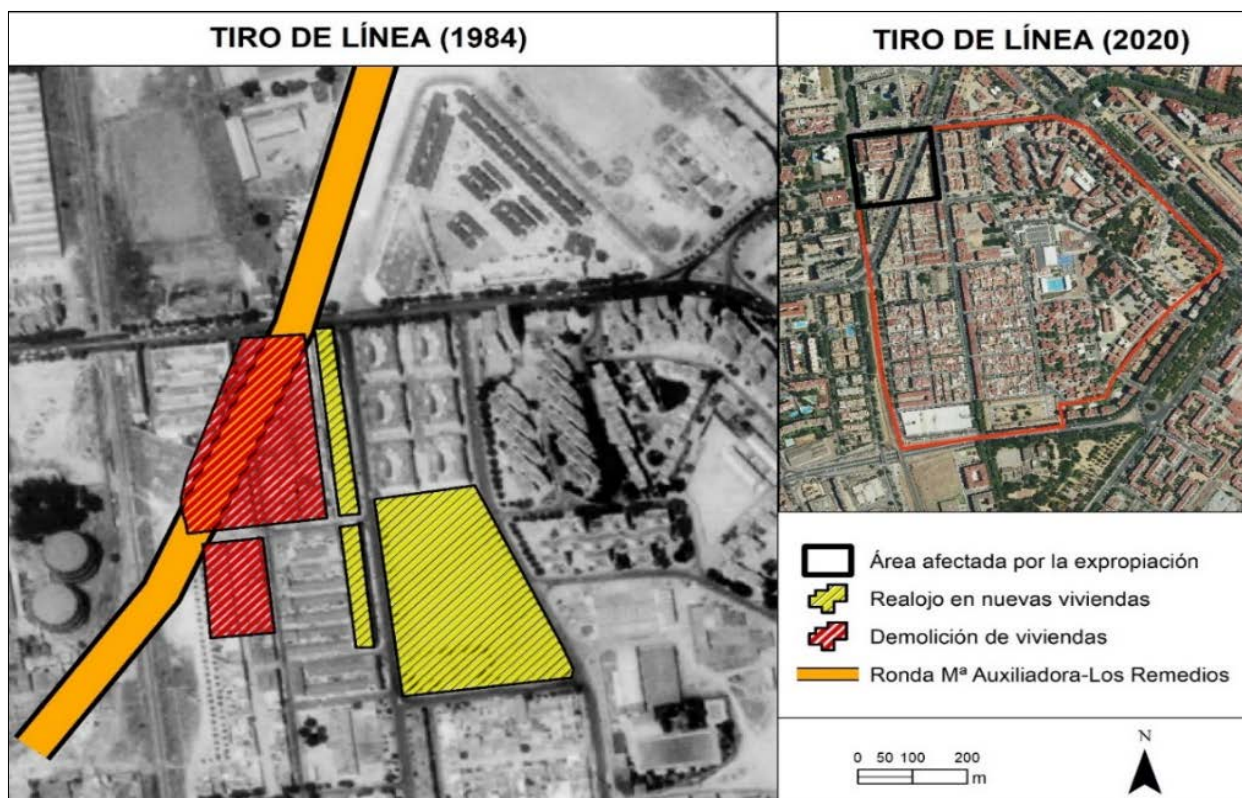 TIRO DE LÍNEA (1984)
TIRO DE LÍNEA (2020)
Área afectada por la expropiación
Realojo en nuevas viviendas
Demolición de viviendas
Ronda Mª Auxiliadora-Los Remedios
0 50 100 200
m
N